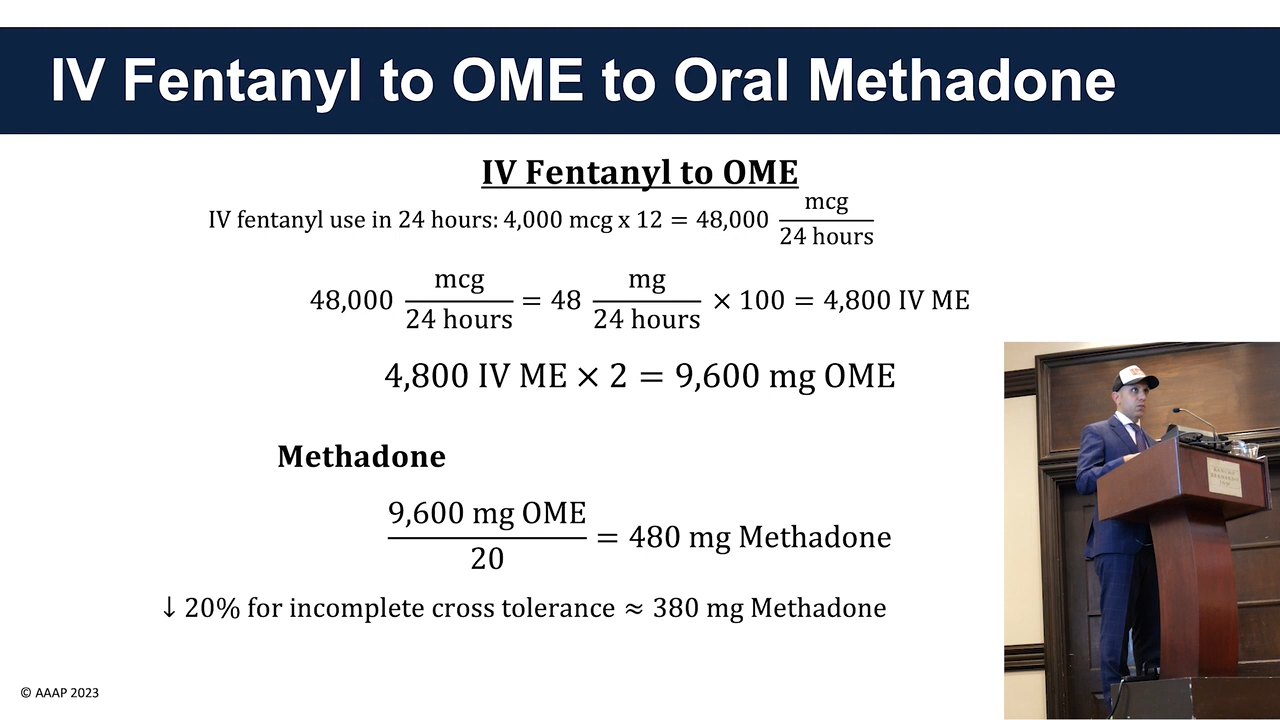 IV Fentanyl to OME to Oral Methadone
IV Fentanyl to OME
IV fentanyl use in 24 hours: 4,000 mcg x 12 = 48,000 mcg/24 hours
48,000 mcg/24 hours = 48 mg/24 hours × 100 = 4,800 IV ME
4,800 IV ME × 2 = 9,600 mg OME
Methadone
9,600 mg OME/20 = 480 mg Methadone
↓ 20% for incomplete cross tolerance ≈ 380 mg Methadone
© AAAP 2023